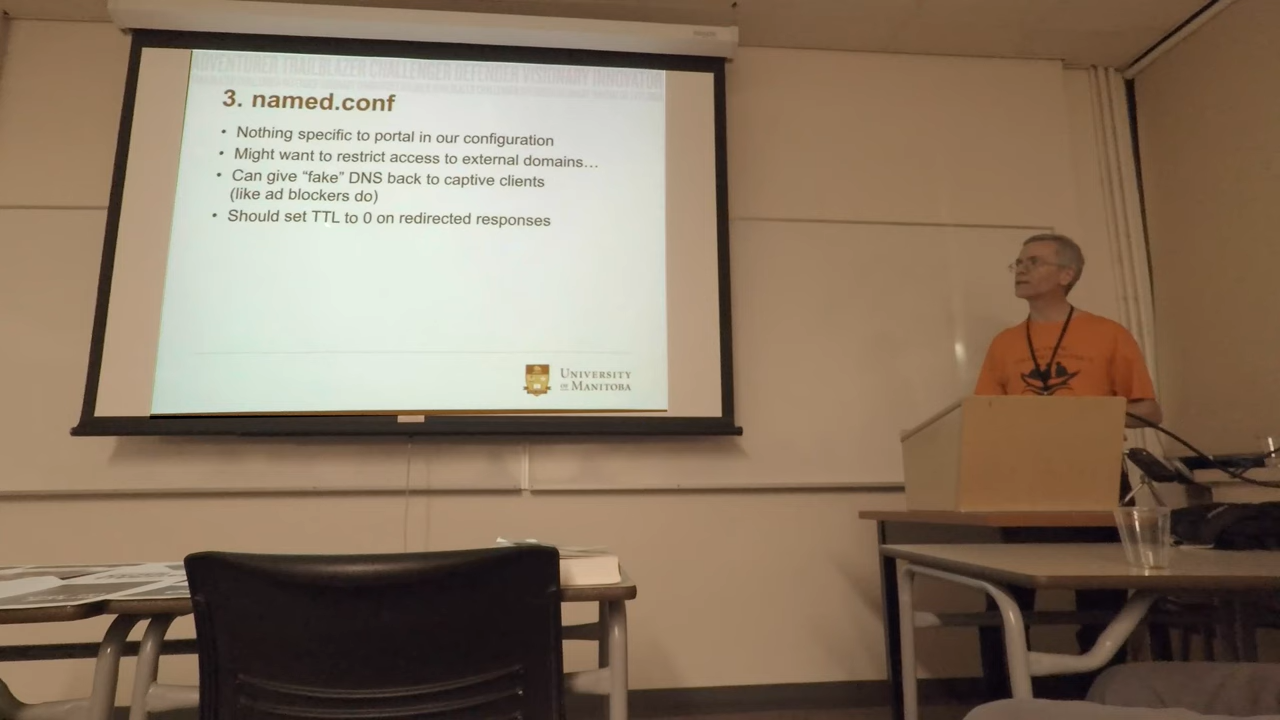 ADVENTURER TRAILBLAZER CHALLENGER DEFENDER VISIONARY INNOVATOR
3. named.conf
• Nothing specific to portal in our configuration
• Might want to restrict access to external domains…
• Can give “fake” DNS back to captive clients
(like ad blockers do)
• Should set TTL to 0 on redirected responses
UNIVERSITY
OF MANITOBA